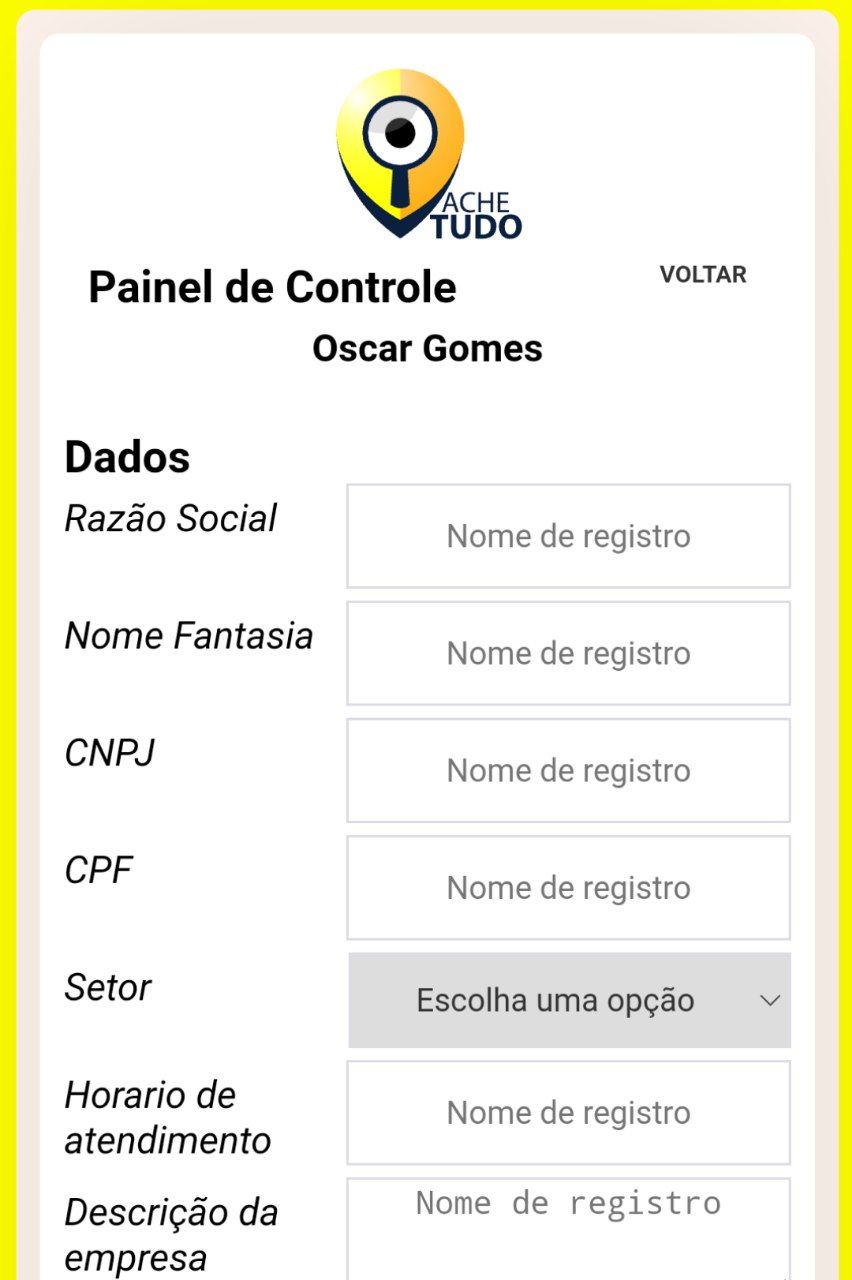 ACHE
TUDO
Painel de Controle
VOLTAR
Oscar Gomes
Dados
Razão Social
Nome de registro
Nome Fantasia
Nome de registro
CNPJ
Nome de registro
CPF
Nome de registro
Setor
Escolha uma opção
Horario de
atendimento
Nome de registro
Descrição da
empresa
Nome de registro